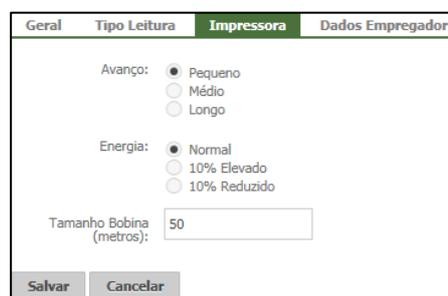 Geral Tipo Leitura Impressora Dados Empregador
Avanço: Pequeno
Médio
Longo
Energia: Normal
10% Elevado
10% Reduzido
Tamanho Bobina
(metros): 50
Salvar Cancelar